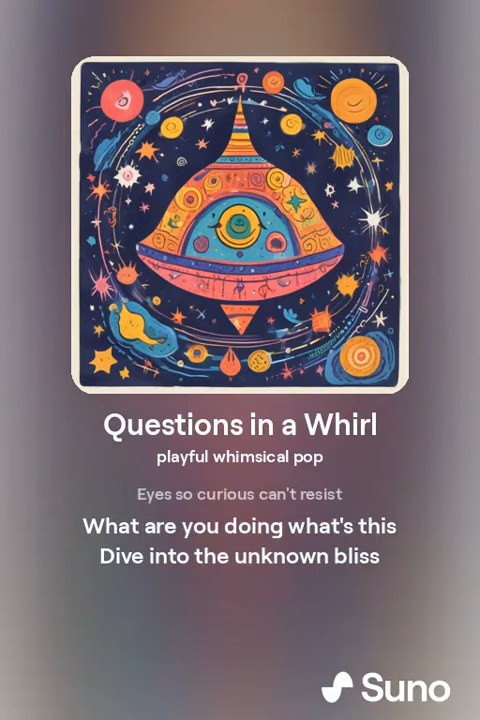 Questions in a Whirl
playful whimsical pop
Eyes so curious can't resist
What are you doing what's this
Dive into the unknown bliss
Suno